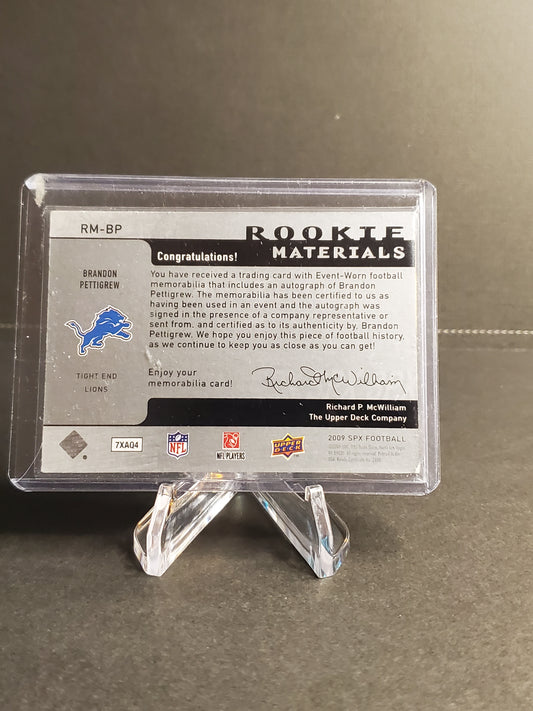 RM-BP
ROOKIE
MATERIALS
Congratulations!
BRANDON
PETTIGREW
You have received a trading card with Event-Worn football
memorabilia that includes an autograph of Brandon
Pettigrew. The memorabilia has been certified to us as
having been used in an event and the autograph was
signed in the presence of a company representative or
sent from, and certified as to its authenticity by, Brandon
Pettigrew. We hope you enjoy this piece of football history,
as we continue to keep you as close as you can get!
TIGHT END
LIONS
Enjoy your
memorabilia card!
Richard McWilliam
Richard P. McWilliam
The Upper Deck Company
7XAQ4
NFL
NFL PLAYERS
UPPER
DECK
2009 SPX FOOTBALL